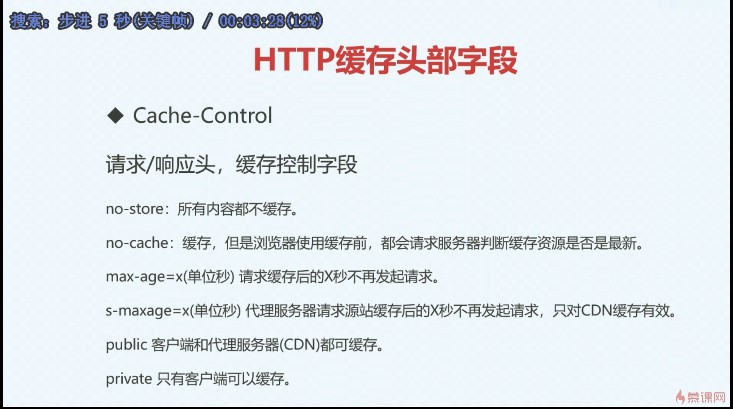 搜索: 步进 5 秒(关键帧) / 00:03:28(12%)
HTTP缓存头部字段
◆ Cache-Control
请求/响应头，缓存控制字段
no-store：所有内容都不缓存。
no-cache：缓存，但是浏览器使用缓存前，都会请求服务器判断缓存资源是否是最新。
max-age=x(单位秒) 请求缓存后的X秒不再发起请求。
s-maxage=x(单位秒) 代理服务器请求源站缓存后的X秒不再发起请求，只对CDN缓存有效。
public 客户端和代理服务器(CDN)都可缓存。
private 只有客户端可以缓存。
慕课网